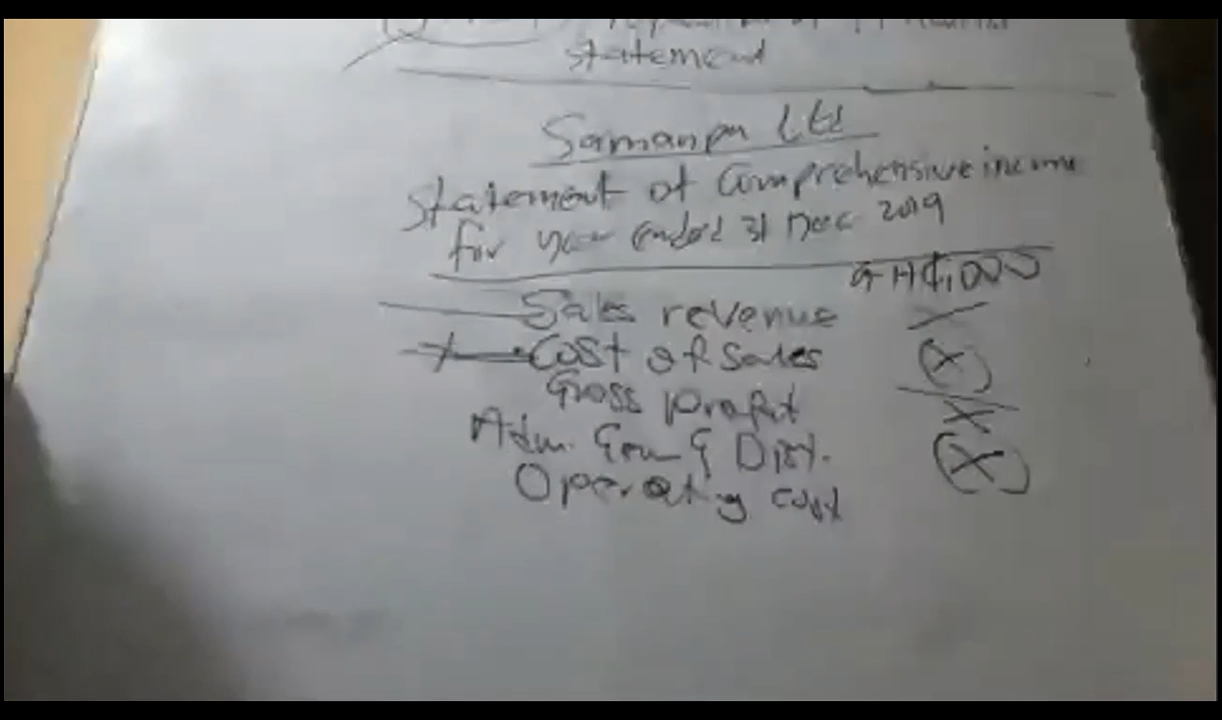 statement
Samanpa Ltd
Statement of Comprehensive income
for year ended 31 Dec 2019
GH₵,000
Sales revenue
Cost of Sales (X)
Gross profit X
Adm. Gen & Dist. (X)
Operating cost